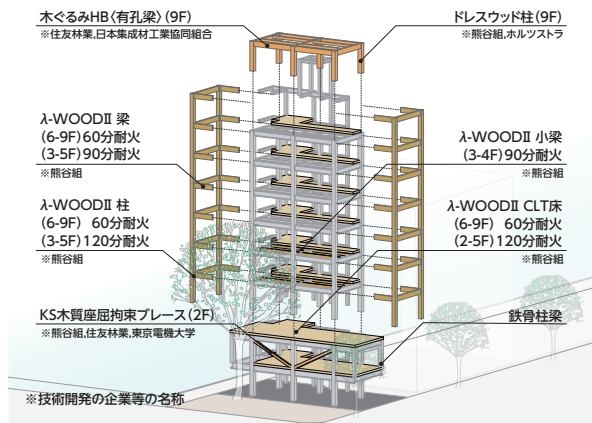 木ぐるみHB〈有孔梁〉(9F)
※住友林業,日本集成材工業協同組合
ドレスウッド柱(9F)
※熊谷組,ホルツストラ
λ-WOODⅡ 梁
(6-9F)60分耐火
(3-5F)90分耐火
※熊谷組
λ-WOODⅡ 柱
(6-9F) 60分耐火
(3-5F)120分耐火
※熊谷組
λ-WOODⅡ 小梁
(3-4F)90分耐火
※熊谷組
λ-WOODⅡ CLT床
(6-9F) 60分耐火
(2-5F)120分耐火
※熊谷組
KS木質座屈拘束ブレース(2F)
※熊谷組,住友林業,東京電機大学
鉄骨柱梁
※技術開発の企業等の名称